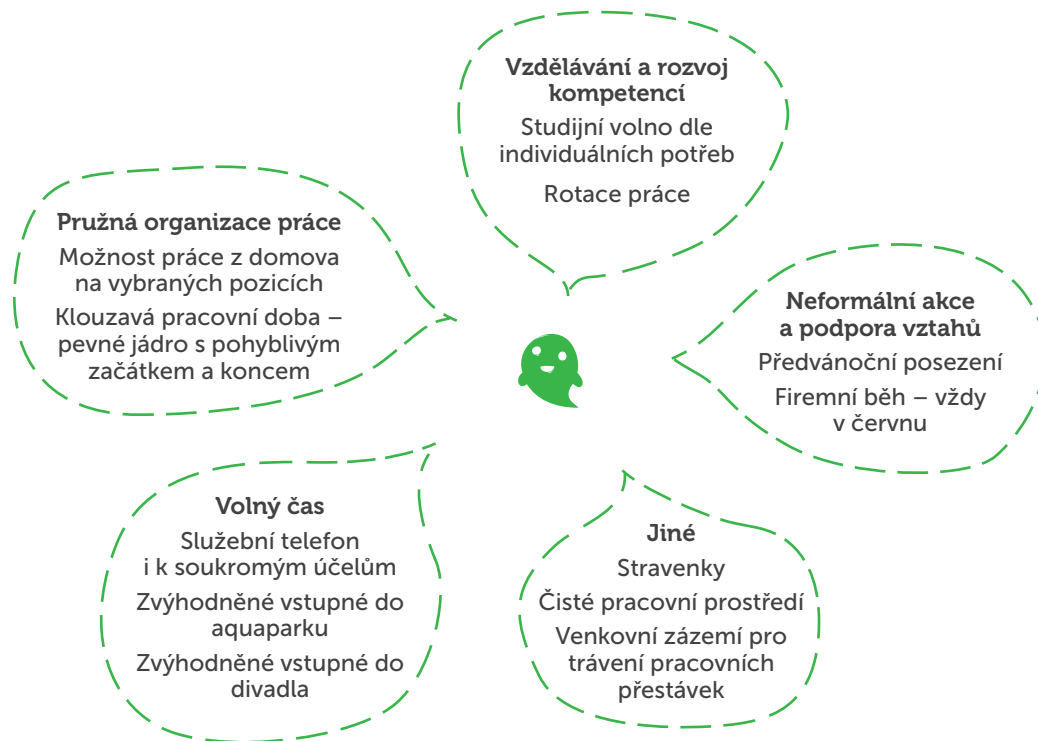 Vzdělávání a rozvoj
kompetencí
Studijní volno dle
individuálních potřeb
Rotace práce
Pružná organizace práce
Možnost práce z domova
na vybraných pozicích
Klouzavá pracovní doba –
pevné jádro s pohyblivým
začátkem a koncem
Neformální akce
a podpora vztahů
Předvánoční posezení
Firemní běh – vždy
v červnu
Volný čas
Služební telefon
i k soukromým účelům
Zvýhodněné vstupné do
aquaparku
Zvýhodněné vstupné do
divadla
Jiné
Stravenky
Čisté pracovní prostředí
Venkovní zázemí pro
trávení pracovních
přestávek